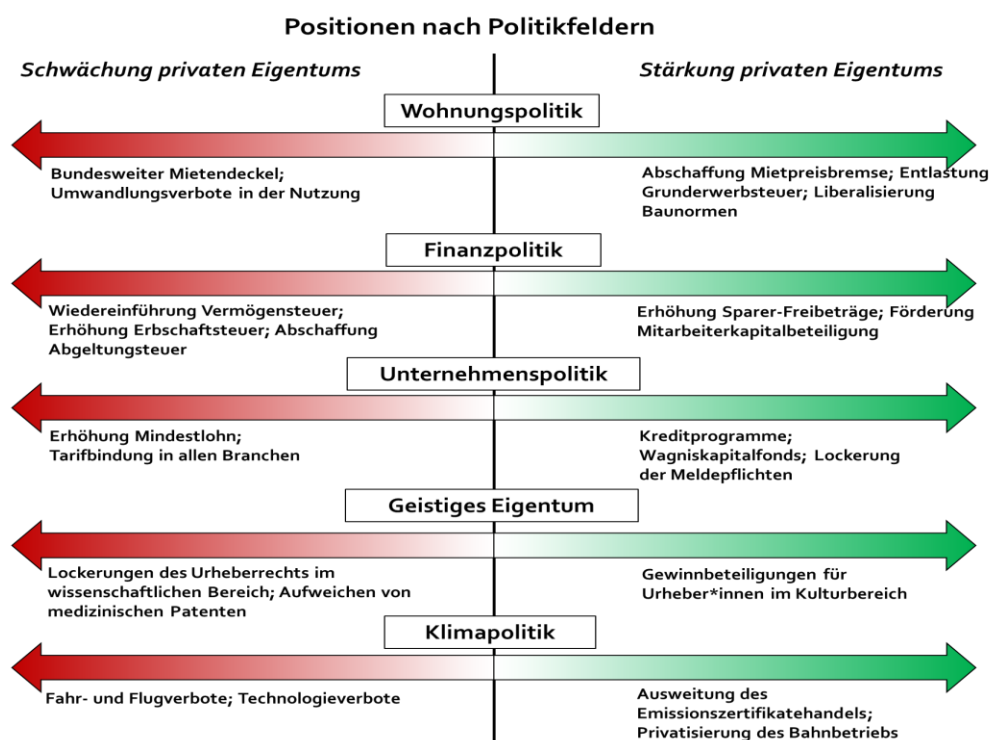 Positionen nach Politikfeldern
Schwächung privaten Eigentums
Stärkung privaten Eigentums
Wohnungspolitik
Bundesweiter Mietendeckel;
Umwandlungsverbote in der Nutzung
Abschaffung Mietpreisbremse; Entlastung
Grunderwerbsteuer; Liberalisierung
Baunormen
Finanzpolitik
Wiedereinführung Vermögensteuer;
Erhöhung Erbschaftsteuer; Abschaffung
Abgeltungsteuer
Erhöhung Sparer-Freibeträge; Förderung
Mitarbeiterkapitalbeteiligung
Unternehmenspolitik
Erhöhung Mindestlohn;
Tarifbindung in allen Branchen
Kreditprogramme;
Wagniskapitalfonds; Lockerung
der Meldepflichten
Geistiges Eigentum
Lockerungen des Urheberrechts im
wissenschaftlichen Bereich; Aufweichen von
medizinischen Patenten
Gewinnbeteiligungen für
Urheber*innen im Kulturbereich
Klimapolitik
Fahr- und Flugverbote; Technologieverbote
Ausweitung des
Emissionszertifikatehandels;
Privatisierung des Bahnbetriebs